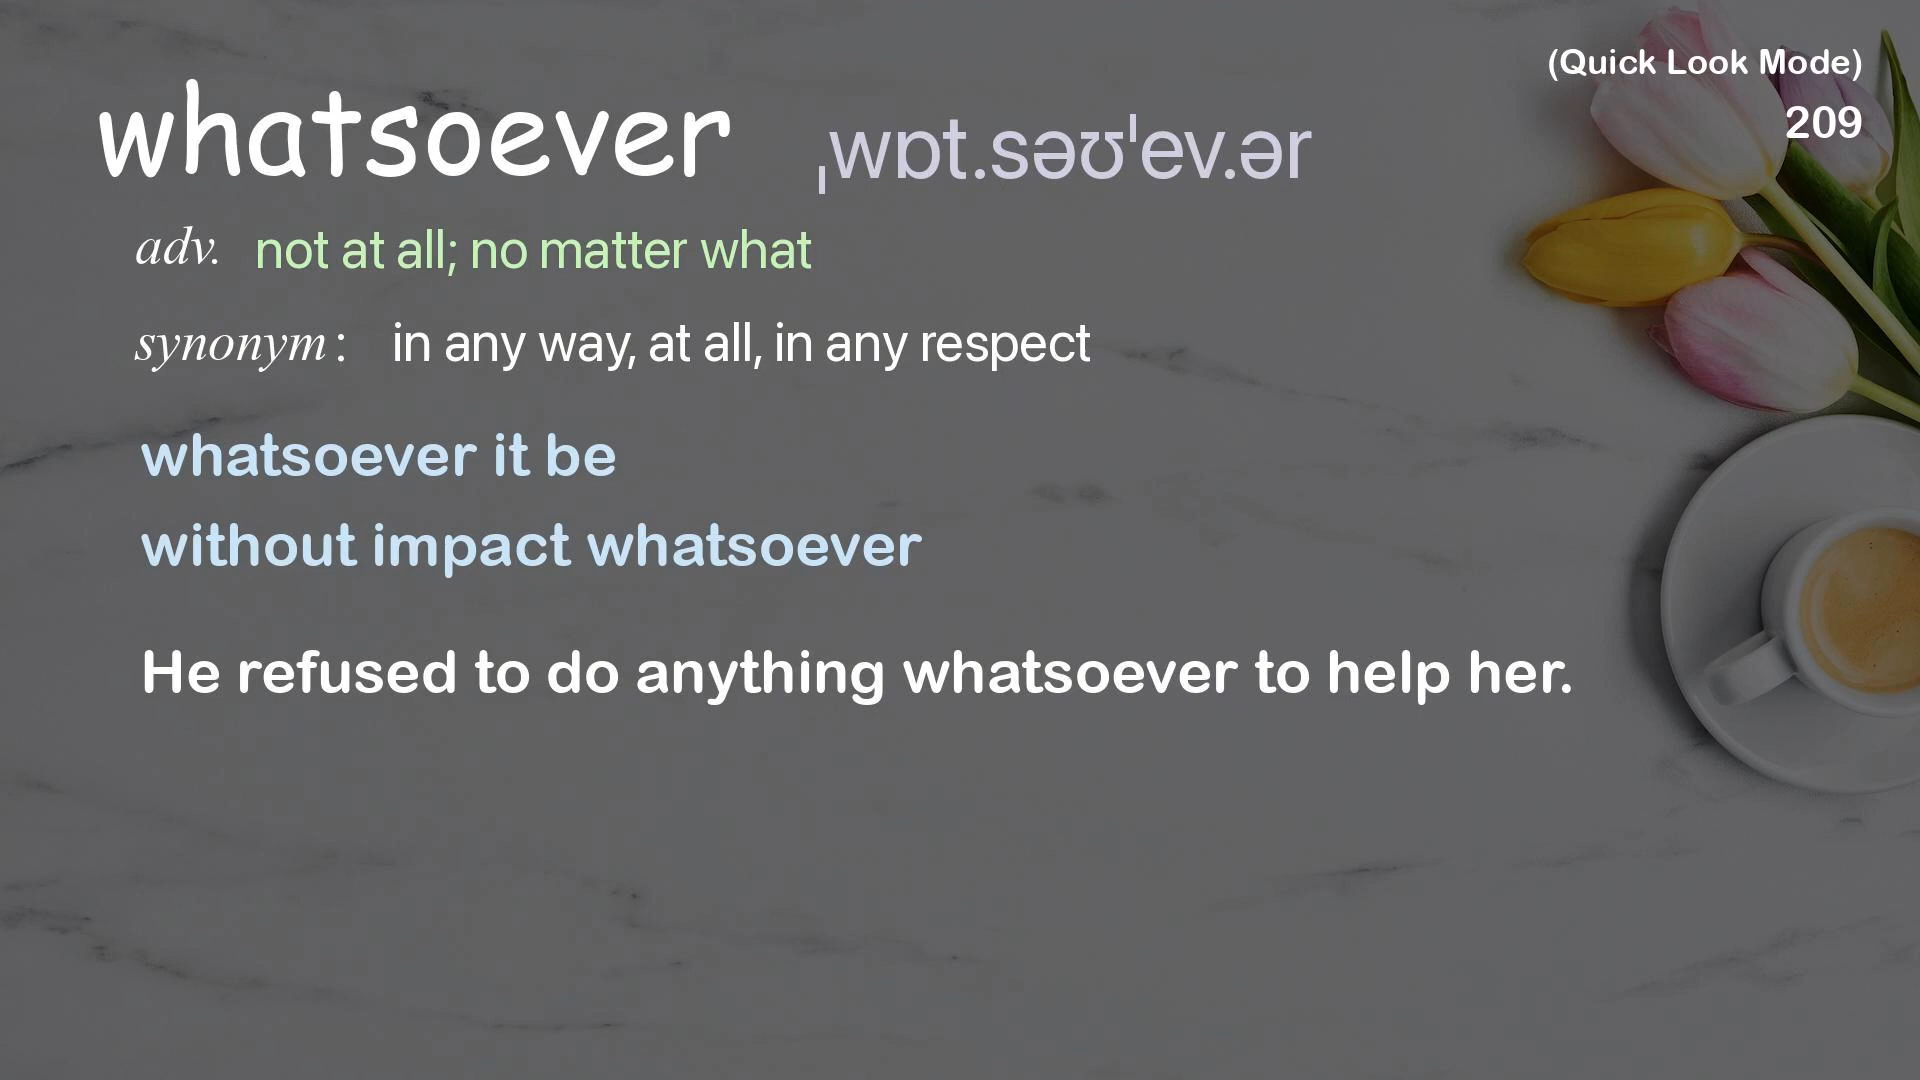 (Quick Look Mode)
209
whatsoever ˌwɒt.səʊˈev.ər
adv. not at all; no matter what
synonym : in any way, at all, in any respect
whatsoever it be
without impact whatsoever
He refused to do anything whatsoever to help her.